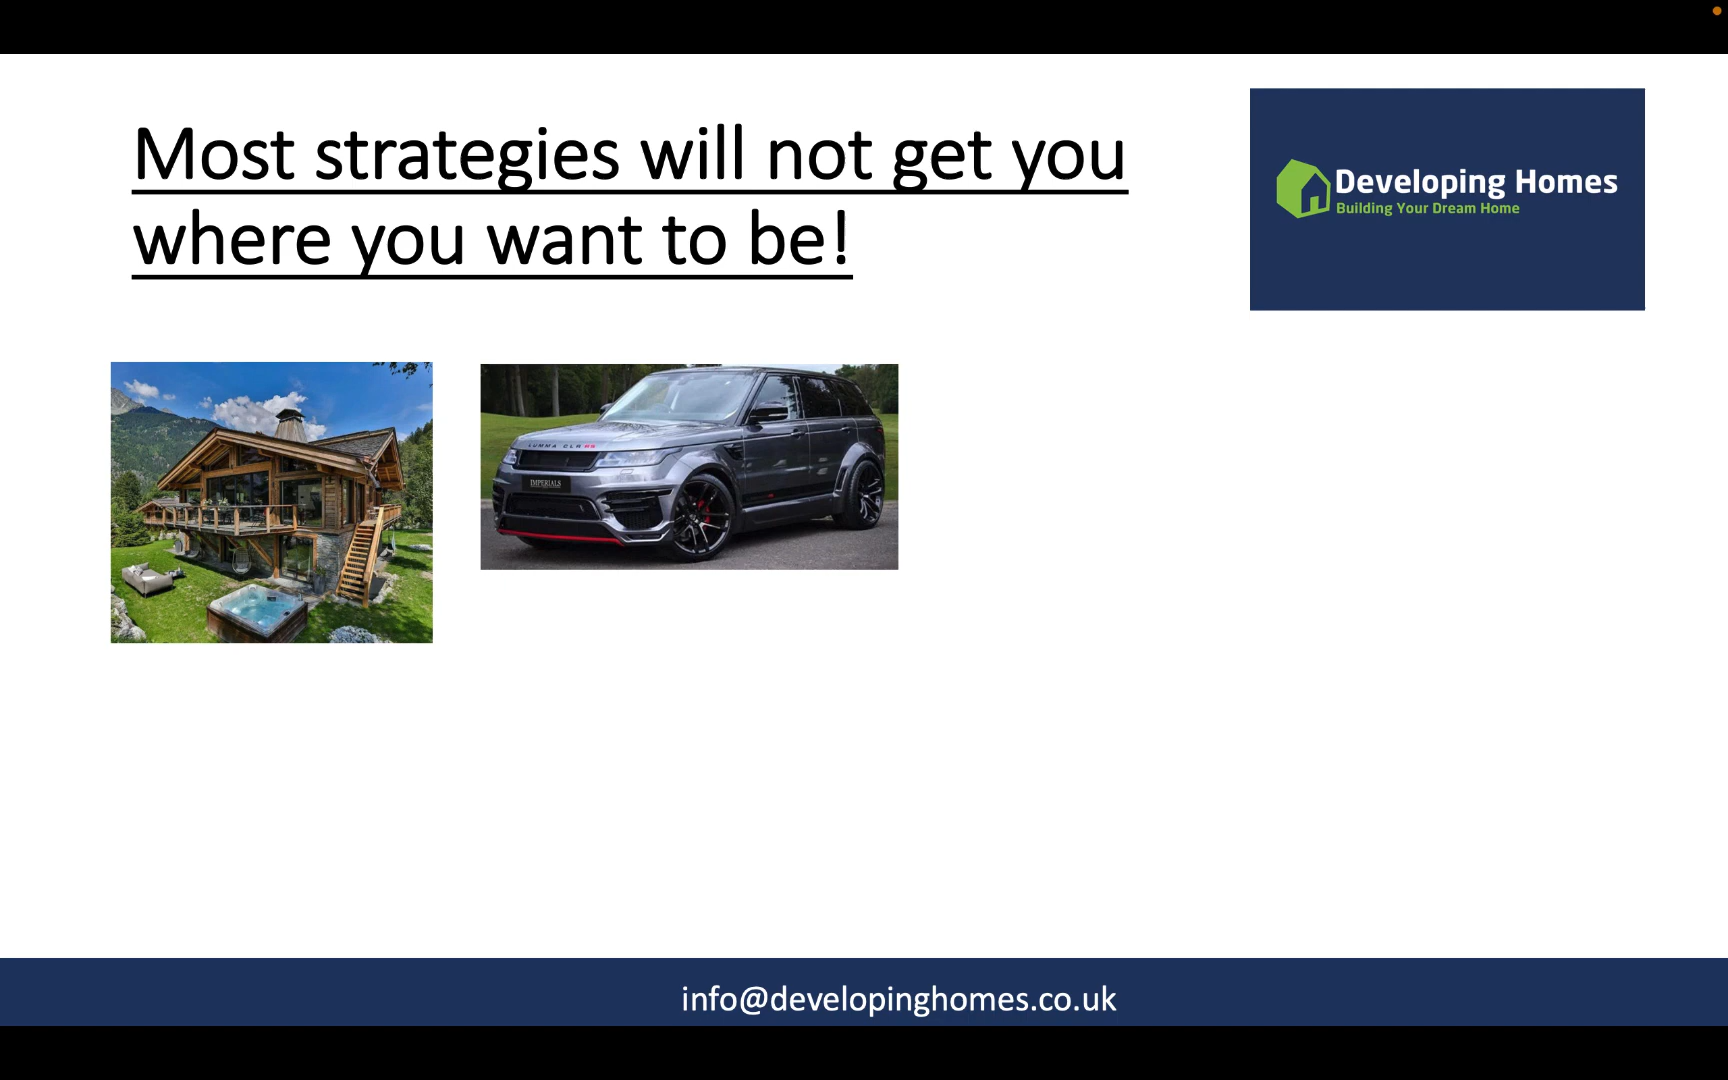 Most strategies will not get you
where you want to be!
Developing Homes
Building Your Dream Home
LUMMA CLR RS
IMPERIALS
info@developinghomes.co.uk